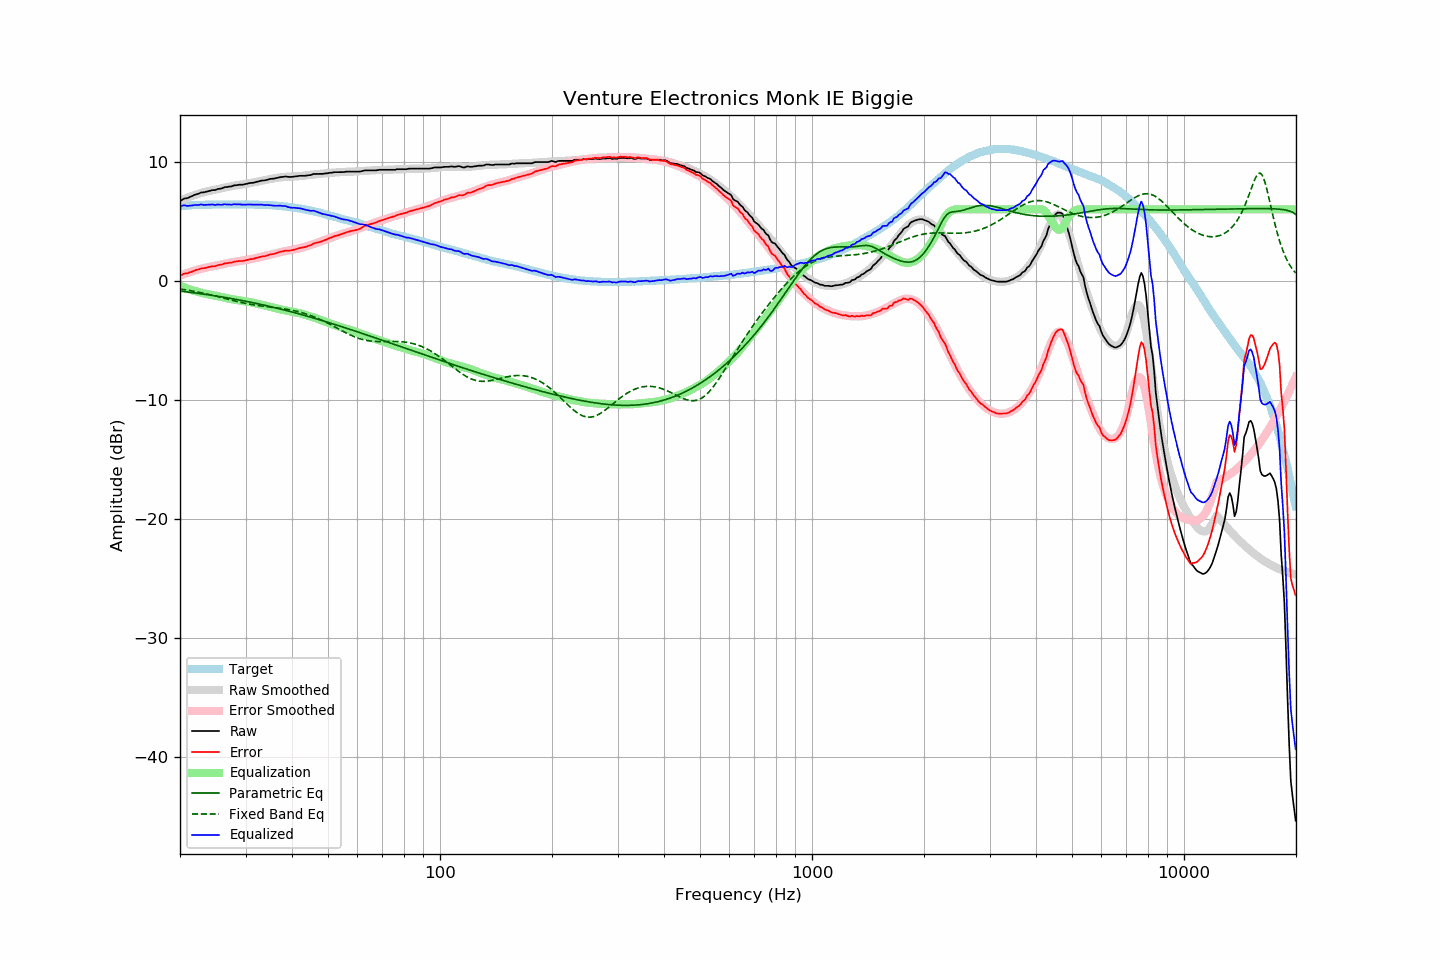 Venture Electronics Monk IE Biggie
10
0
−10
−20
−30
−40
Amplitude (dBr)
100
1000
10000
Frequency (Hz)
Target
Raw Smoothed
Error Smoothed
Raw
Error
Equalization
Parametric Eq
Fixed Band Eq
Equalized